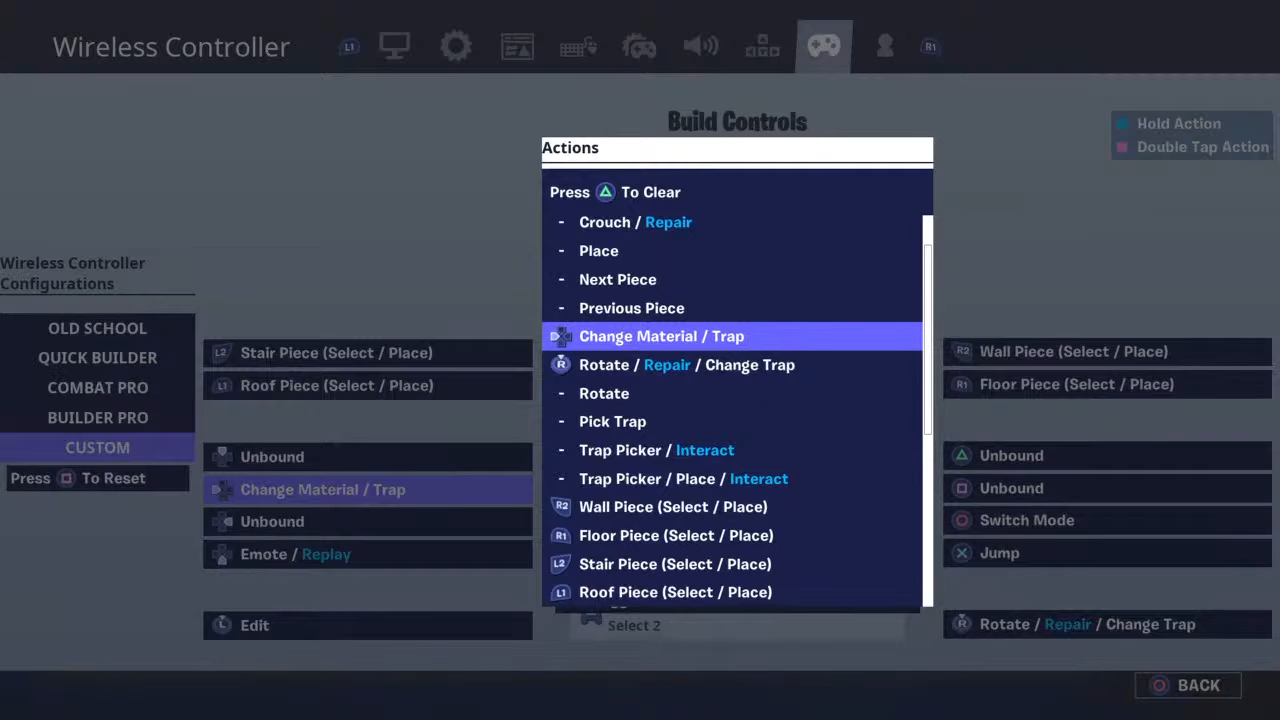 Wireless Controller
L1
R1
Build Controls
Hold Action
Double Tap Action
Actions
Press To Clear
- Crouch / Repair
- Place
- Next Piece
- Previous Piece
Change Material / Trap
R Rotate / Repair / Change Trap
- Rotate
- Pick Trap
- Trap Picker / Interact
- Trap Picker / Place / Interact
R2 Wall Piece (Select / Place)
R1 Floor Piece (Select / Place)
L2 Stair Piece (Select / Place)
L1 Roof Piece (Select / Place)
Wireless Controller
Configurations
OLD SCHOOL
QUICK BUILDER
COMBAT PRO
BUILDER PRO
CUSTOM
Press To Reset
L2 Stair Piece (Select / Place)
L1 Roof Piece (Select / Place)
Unbound
Change Material / Trap
Unbound
Emote / Replay
L Edit
Select 2
R2 Wall Piece (Select / Place)
R1 Floor Piece (Select / Place)
Unbound
Unbound
Switch Mode
Jump
R Rotate / Repair / Change Trap
BACK